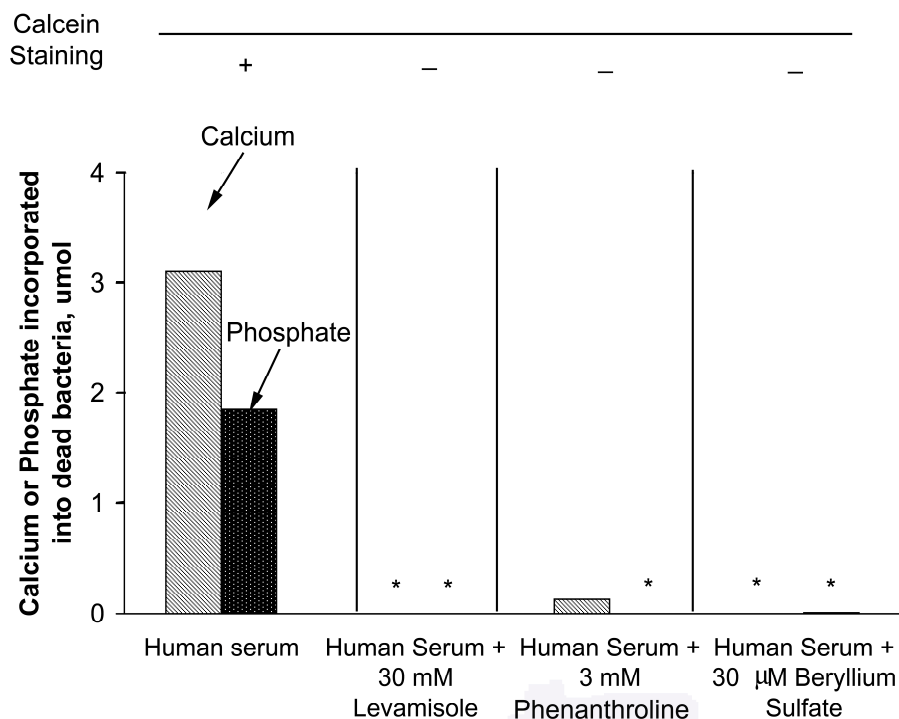 Calcein
Staining
+ – – –
Calcium
Phosphate
Calcium or Phosphate incorporated
into dead bacteria, umol
4
3
2
1
0
* * * * *
Human serum
Human Serum +
30 mM
Levamisole
Human Serum +
3 mM
Phenanthroline
Human Serum +
30 μM Beryllium
Sulfate